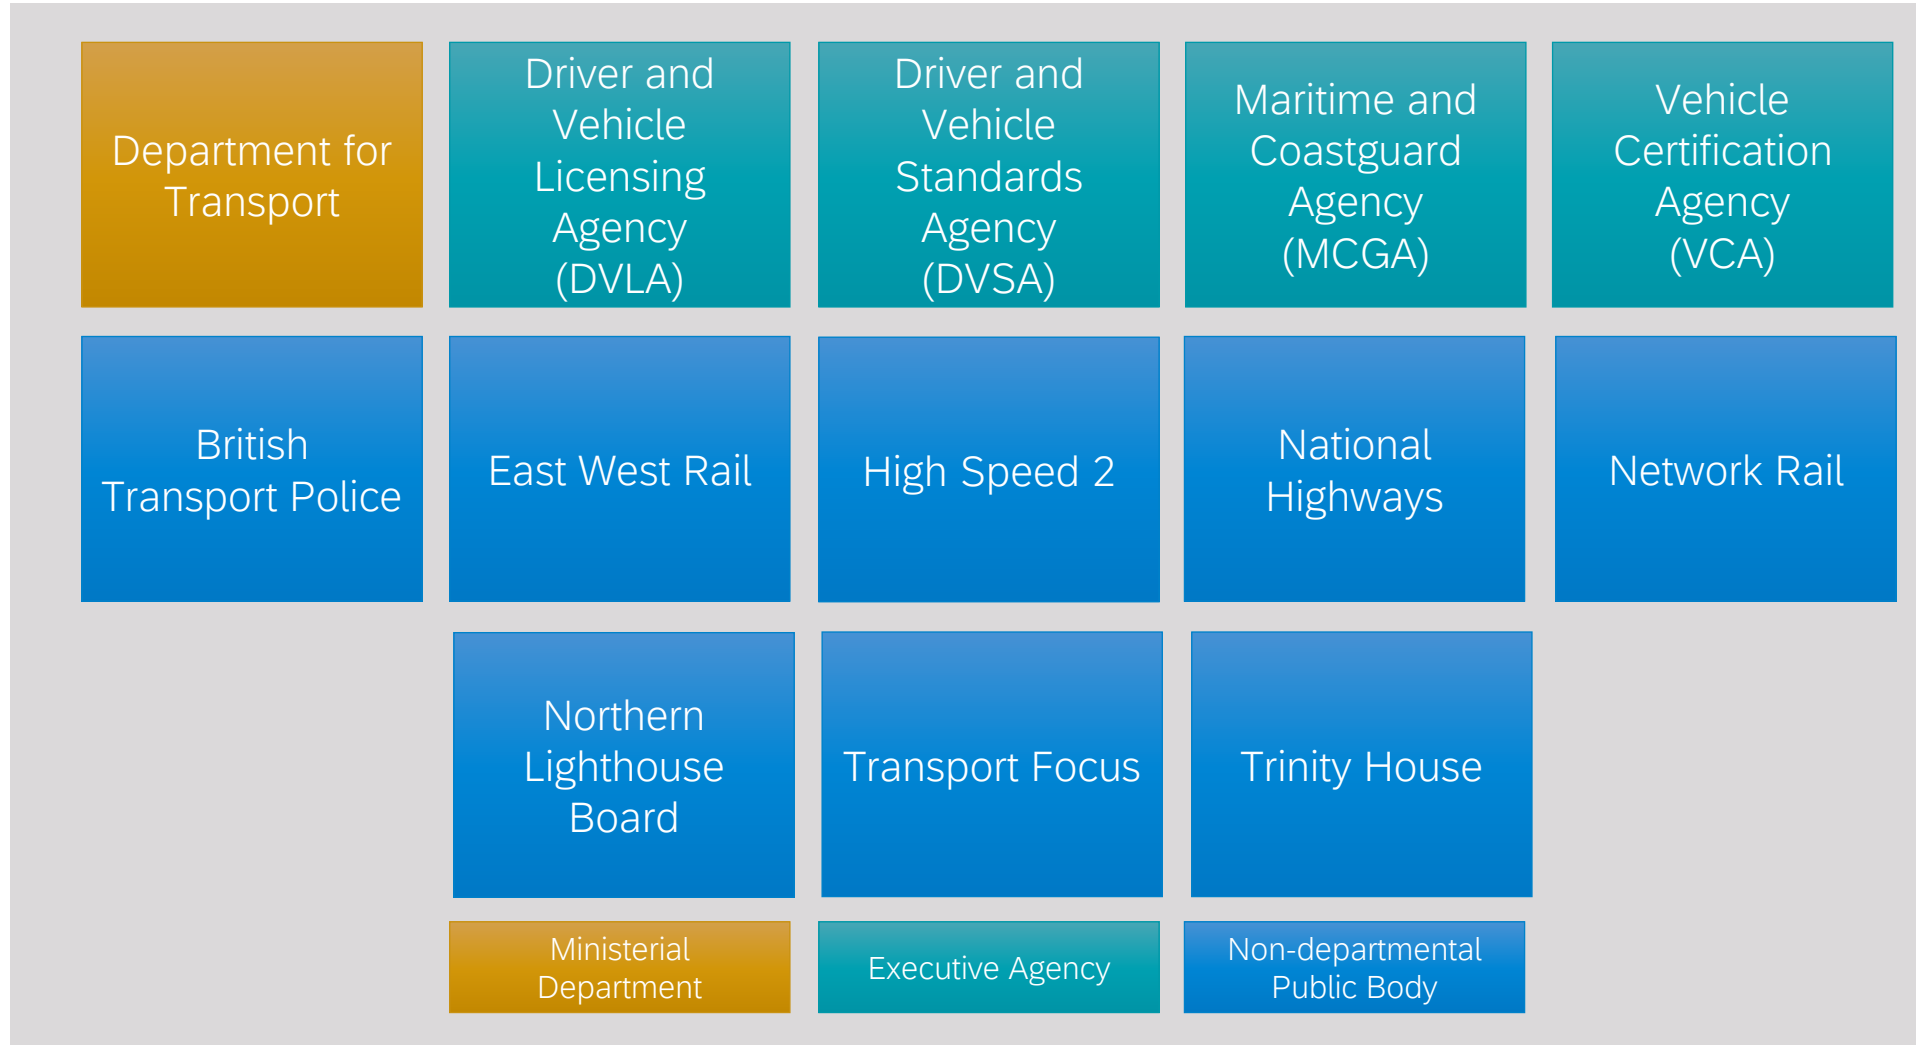 Department for
Transport
Driver and
Vehicle
Licensing
Agency
(DVLA)
Driver and
Vehicle
Standards
Agency
(DVSA)
Maritime and
Coastguard
Agency
(MCGA)
Vehicle
Certification
Agency
(VCA)
British
Transport Police
East West Rail
High Speed 2
National
Highways
Network Rail
Northern
Lighthouse
Board
Transport Focus
Trinity House
Ministerial
Department
Executive Agency
Non-departmental
Public Body